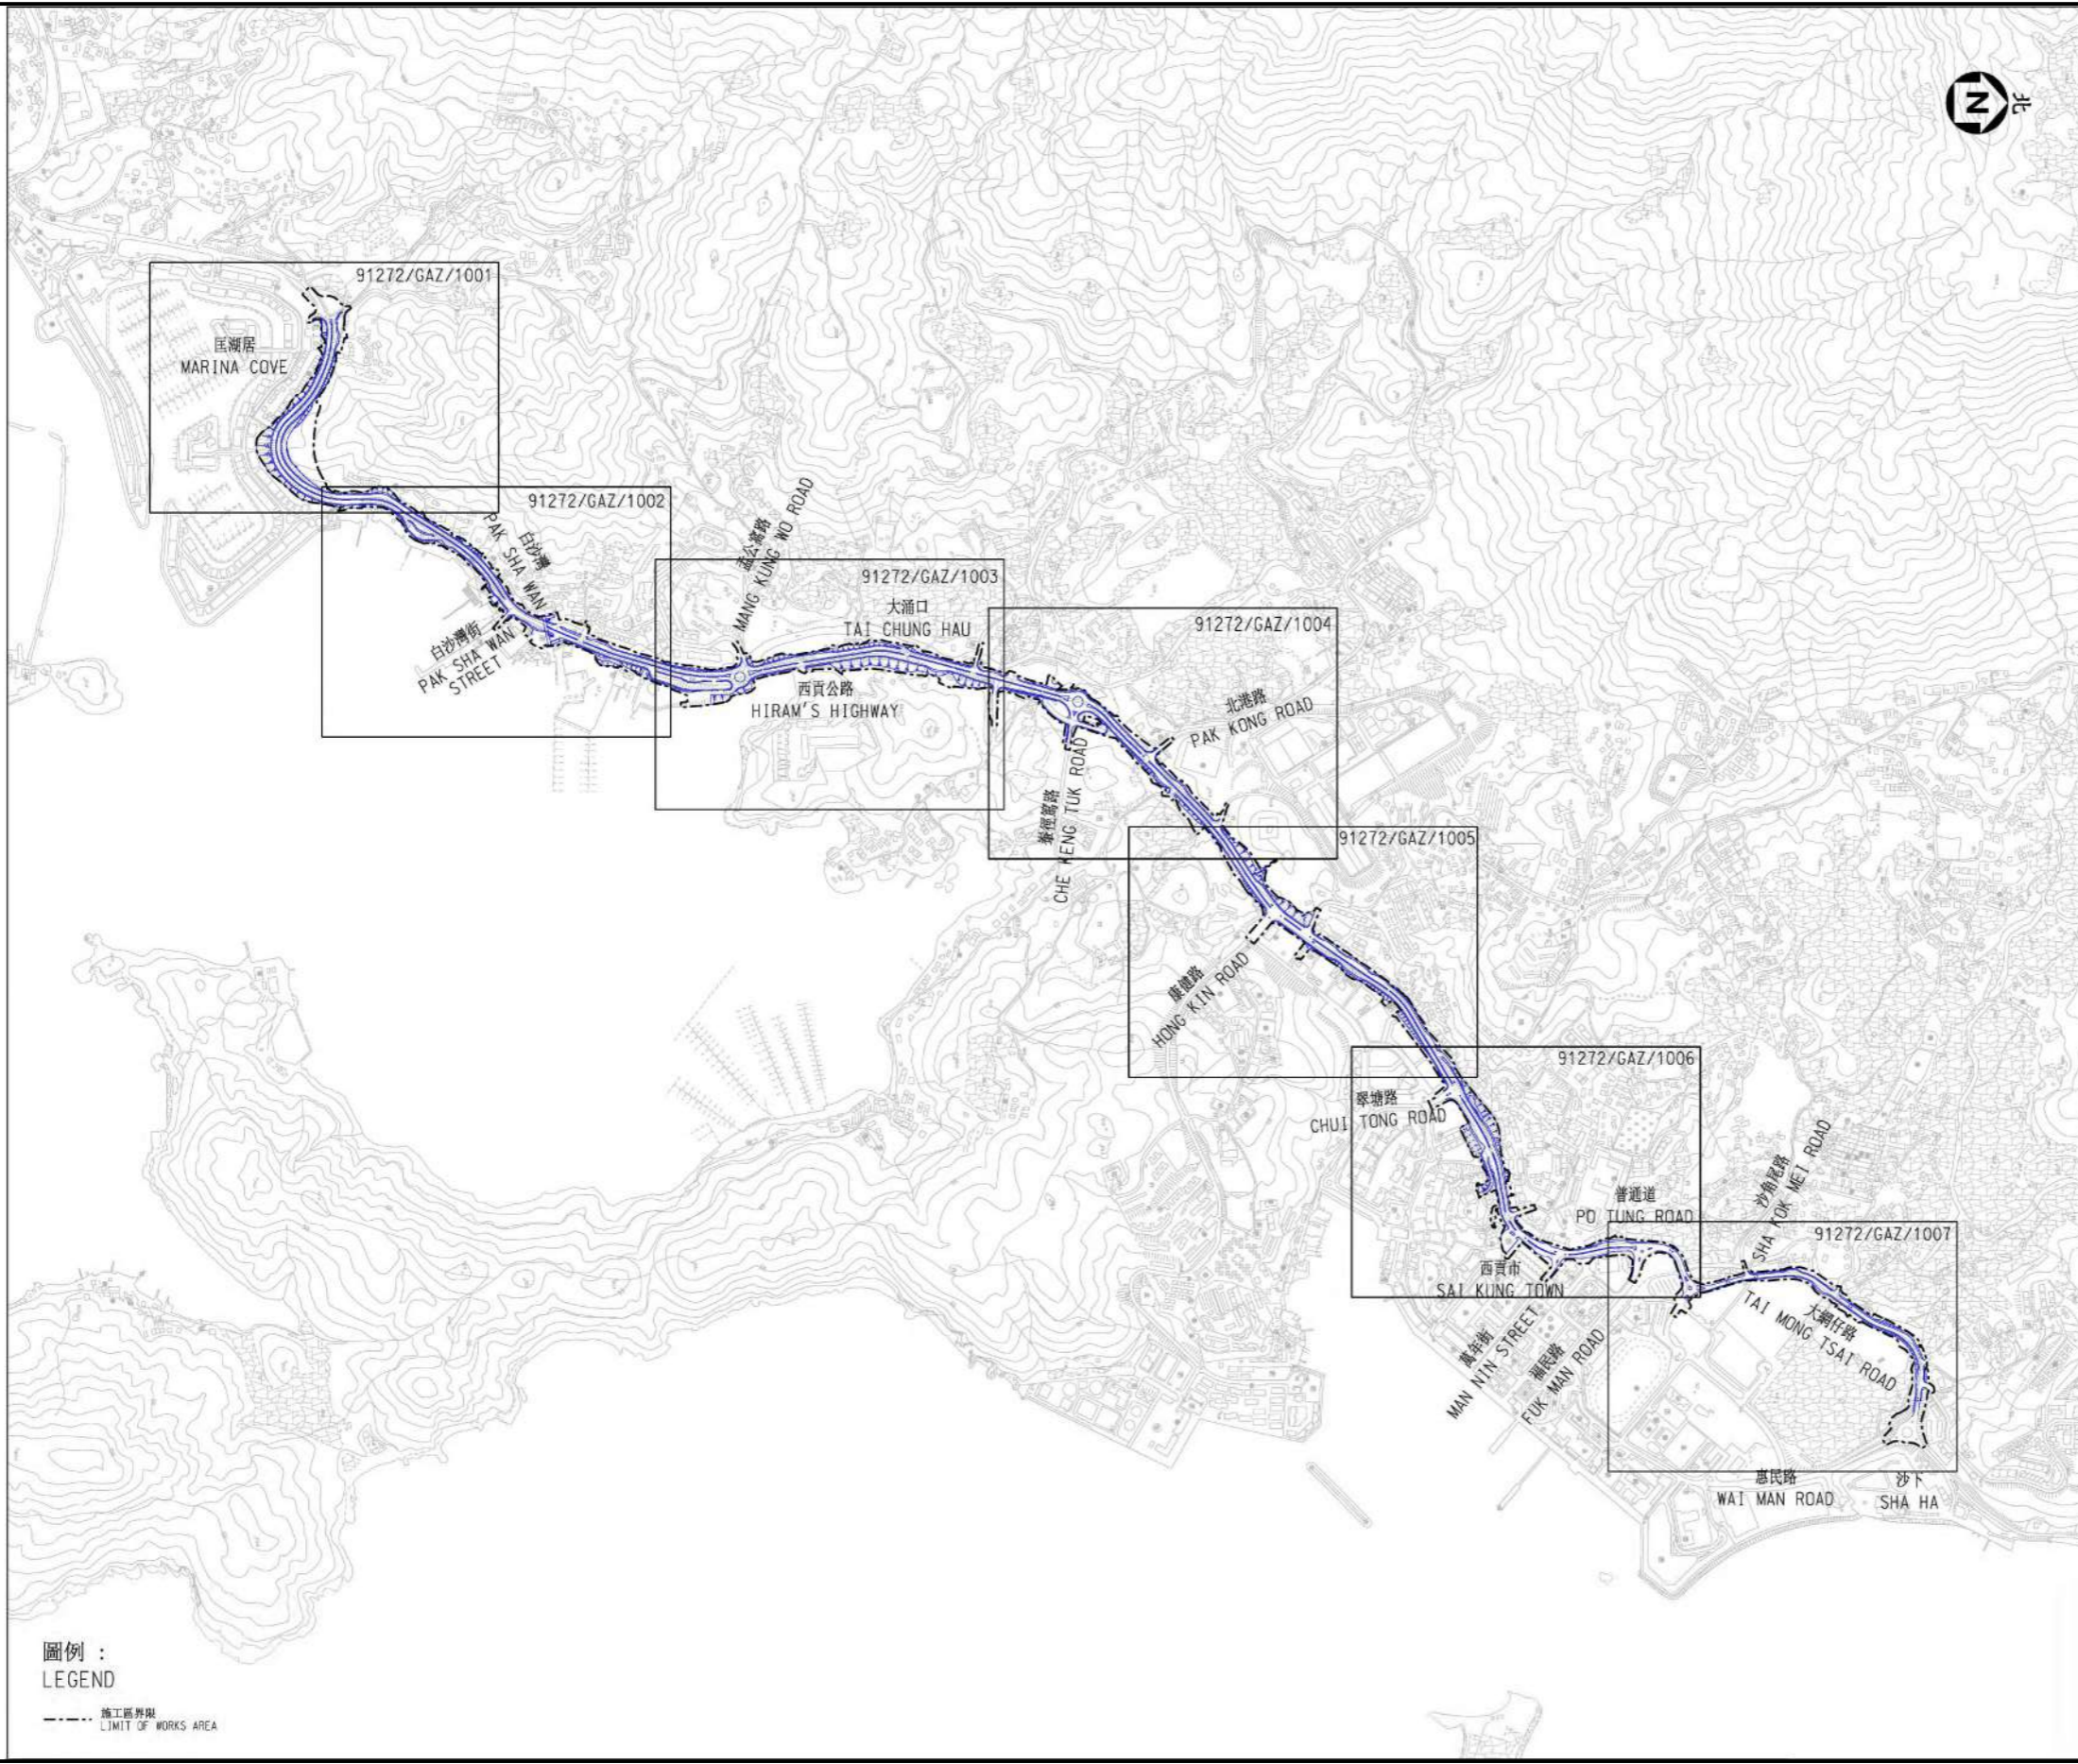 北
N
91272/GAZ/1001
匡湖居
MARINA COVE
91272/GAZ/1002
白沙灣
PAK SHA WAN
白沙灣街
PAK SHA WAN
STREET
孟公窩路
MANG KUNG WO ROAD
91272/GAZ/1003
大涌口
TAI CHUNG HAU
西貢公路
HIRAM'S HIGHWAY
91272/GAZ/1004
北港路
PAK KONG ROAD
輋徑篤路
CHE KENG TUK ROAD
91272/GAZ/1005
康健路
HONG KIN ROAD
91272/GAZ/1006
翠塘路
CHUI TONG ROAD
普通道
PO TUNG ROAD
沙角尾路
SHA KOK MEI ROAD
91272/GAZ/1007
西貢市
SAI KUNG TOWN
大網仔路
TAI MONG TSAI ROAD
萬年街
MAN NIN STREET
福民路
FUK MAN ROAD
惠民路
WAI MAN ROAD
沙下
SHA HA
圖例 :
LEGEND
施工區界限
LIMIT OF WORKS AREA